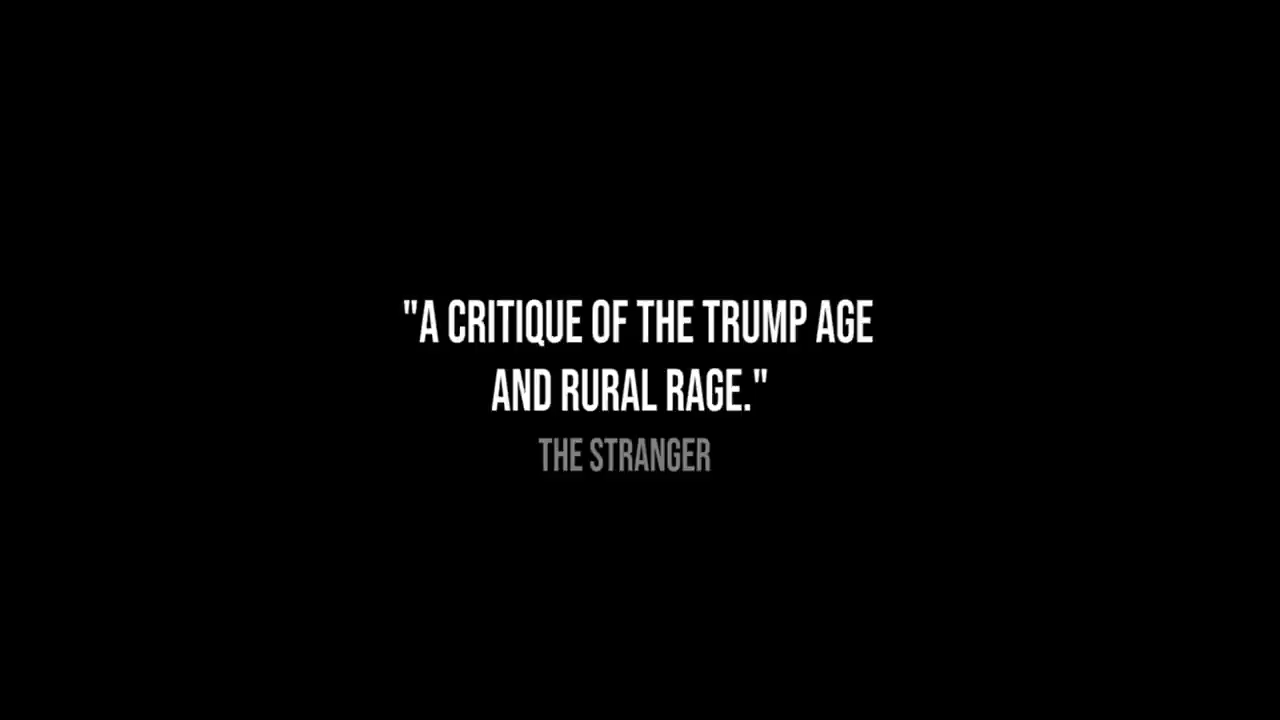 "A CRITIQUE OF THE TRUMP AGE
AND RURAL RAGE."
THE STRANGER